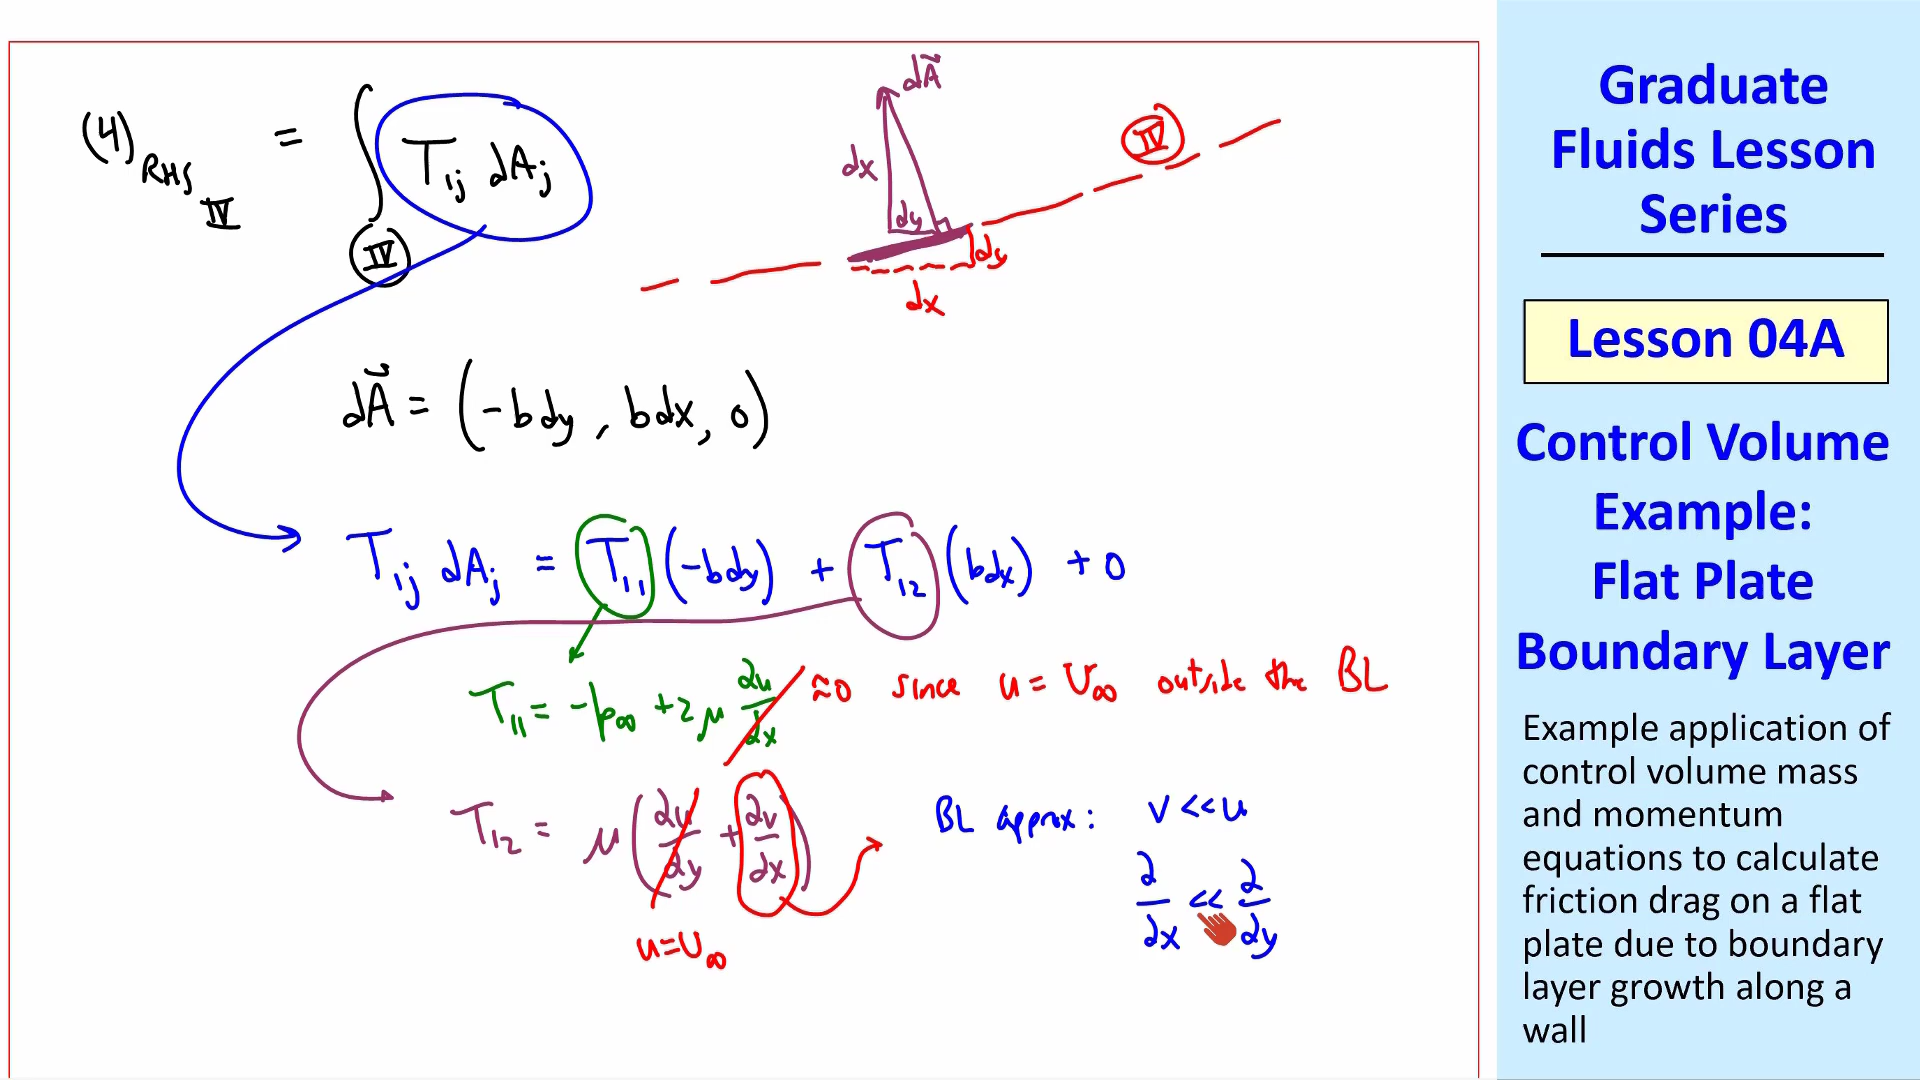 (4)RHS IV = ∫IV T1j dAj
dA⃗
dx
dy
IV
dy
dx
dA⃗ = (-bdy, bdx, 0)
T1j dAj = T11 (-bdy) + T12 (bdx) + 0
T11 = -p∞ + 2μ ∂u/∂x ≈0 since u = U∞ outside the BL
T12 = μ(∂u/∂y + ∂v/∂x)
u=U∞
BL approx: v << u
∂/∂x << ∂/∂y
Graduate
Fluids Lesson
Series
Lesson 04A
Control Volume
Example:
Flat Plate
Boundary Layer
Example application of
control volume mass
and momentum
equations to calculate
friction drag on a flat
plate due to boundary
layer growth along a
wall